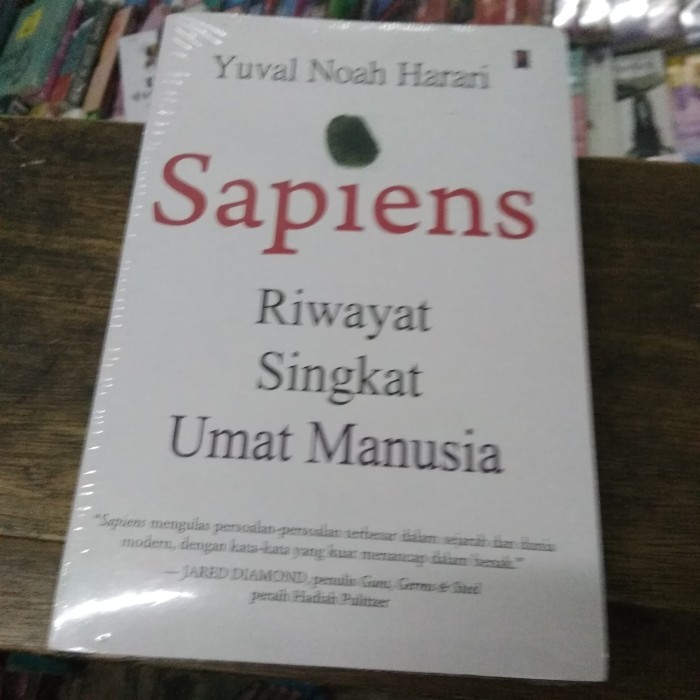 Yuval Noah Harari
Sapiens
Riwayat
Singkat
Umat Manusia
"Sapiens mengulas persoalan-persoalan terbesar dalam sejarah dan dunia
modern, dengan kata-kata yang kuat menancap dalam benak."
— JARED DIAMOND, penulis Guns, Germs & Steel
peraih Hadiah Pulitzer